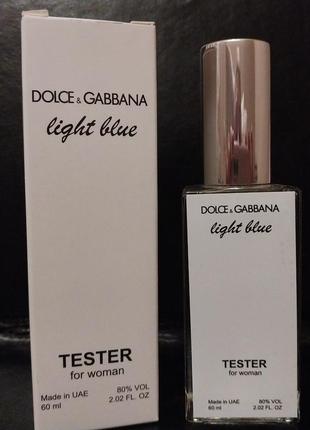 DOLCE & GABBANA
light blue
TESTER
for woman
Made in UAE 80% VOL
60 ml 2.02 FL. OZ
DOLCE & GABBANA
light blue
TESTER
for woman
Made in UAE 80% VOL
60 ml 2.02 FL. OZ